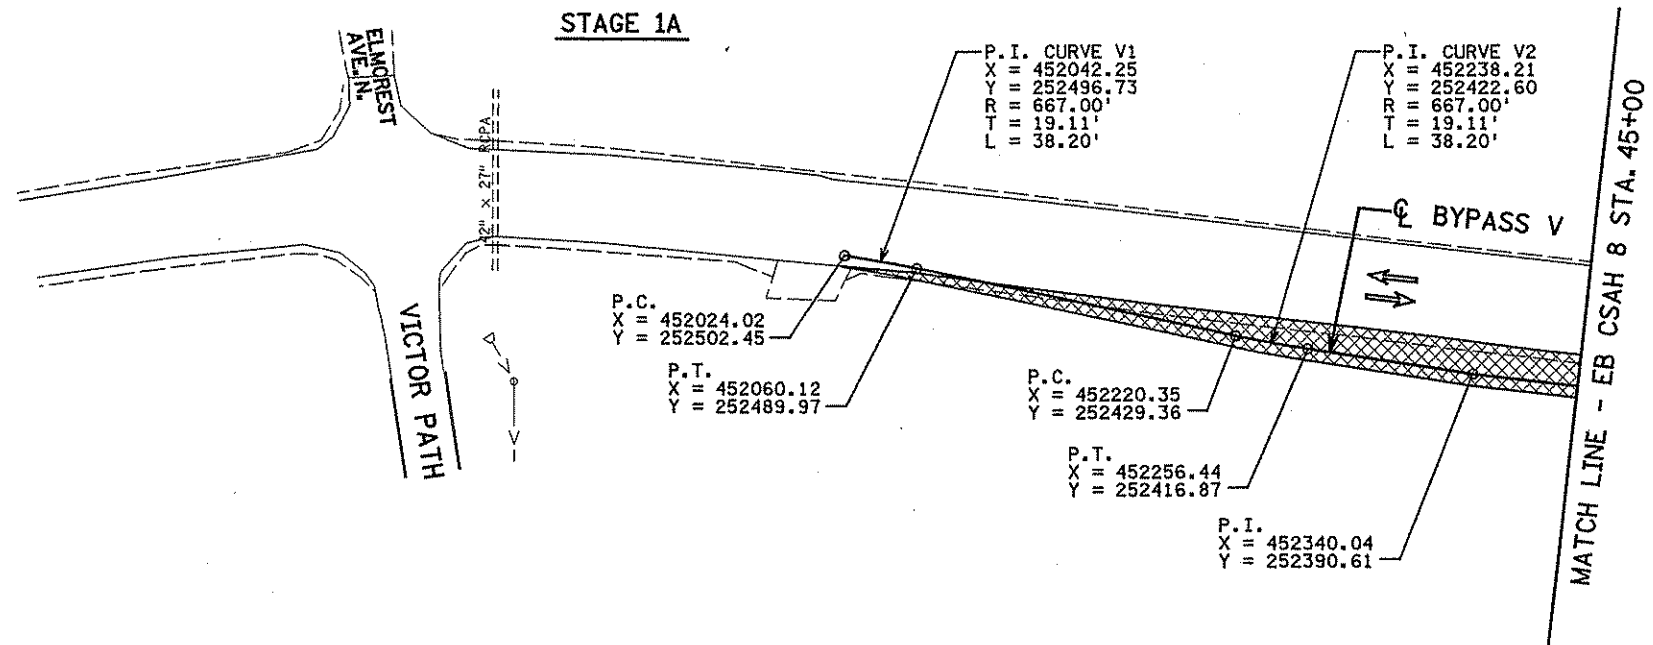 STAGE 1A
ELMCREST
AVE. N.
P.I. CURVE V1
X = 452042.25
Y = 252496.73
R = 667.00'
T = 19.11'
L = 38.20'
P.I. CURVE V2
X = 452238.21
Y = 252422.60
R = 667.00'
T = 19.11'
L = 38.20'
42" x 27" RCPA
℄ BYPASS V
MATCH LINE - EB CSAH 8 STA. 45+00
P.C.
X = 452024.02
Y = 252502.45
VICTOR PATH
P.T.
X = 452060.12
Y = 252489.97
P.C.
X = 452220.35
Y = 252429.36
P.T.
X = 452256.44
Y = 252416.87
P.I.
X = 452340.04
Y = 252390.61